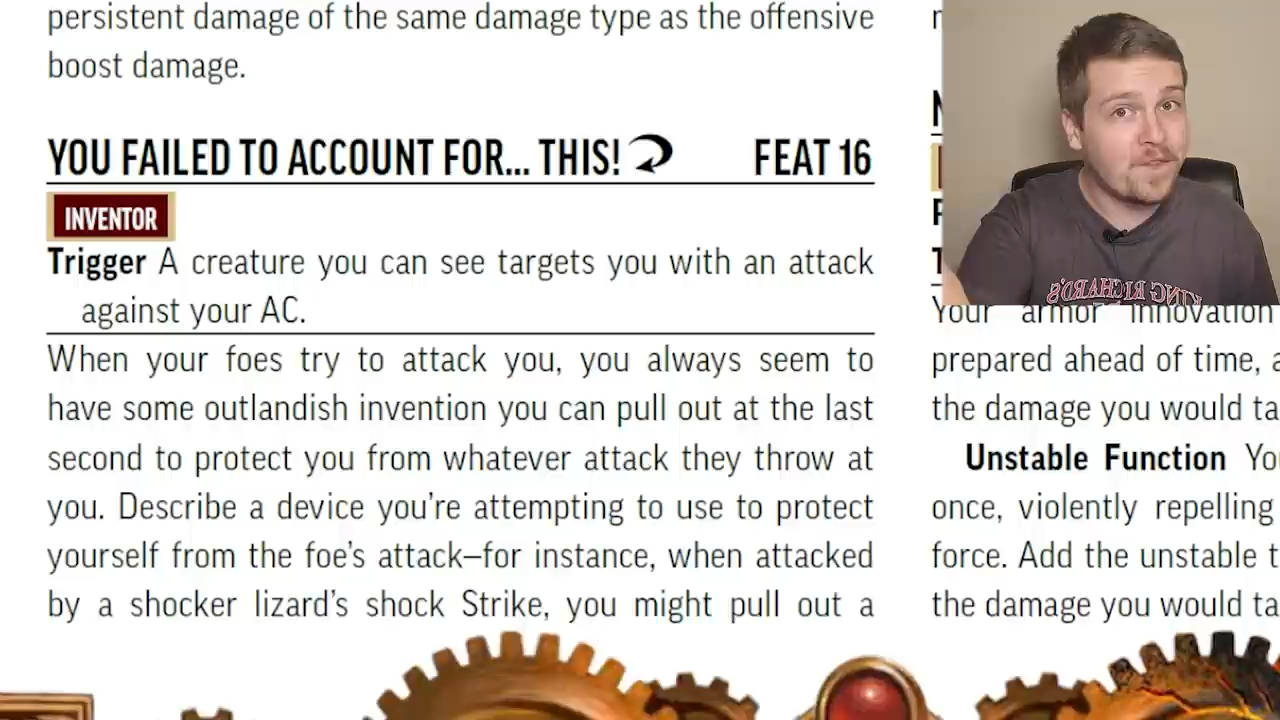 persistent damage of the same damage type as the offensive
boost damage.
YOU FAILED TO ACCOUNT FOR... THIS! FEAT 16
INVENTOR
Trigger A creature you can see targets you with an attack
against your AC.
When your foes try to attack you, you always seem to
have some outlandish invention you can pull out at the last
second to protect you from whatever attack they throw at
you. Describe a device you're attempting to use to protect
yourself from the foe's attack—for instance, when attacked
by a shocker lizard's shock Strike, you might pull out a
Your armor innovation
prepared ahead of time,
the damage you would
Unstable Function
once, violently repelling
force. Add the unstable
the damage you would
KING RICHARD'S